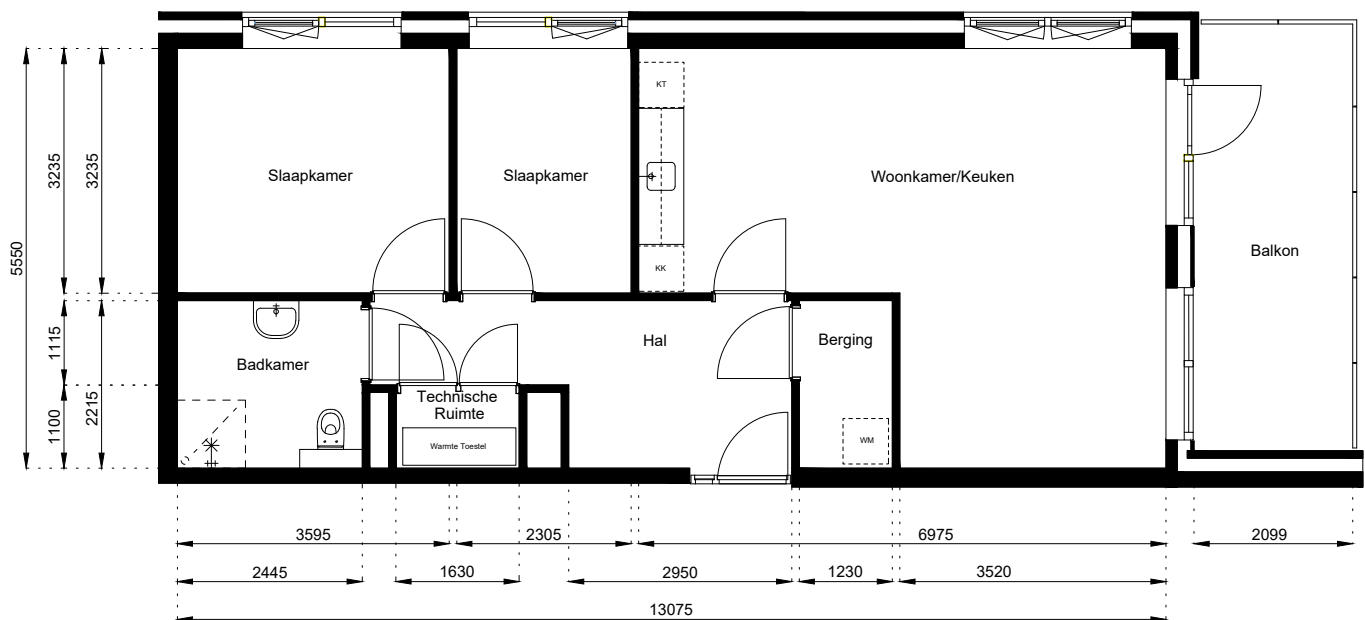 KT
Slaapkamer
Slaapkamer
Woonkamer/Keuken
3235
3235
5550
Balkon
KK
Hal
Berging
1115
Badkamer
Technische
Ruimte
1100
2215
Warmte Toestel
WM
3595
2305
6975
2099
2445
1630
2950
1230
3520
13075